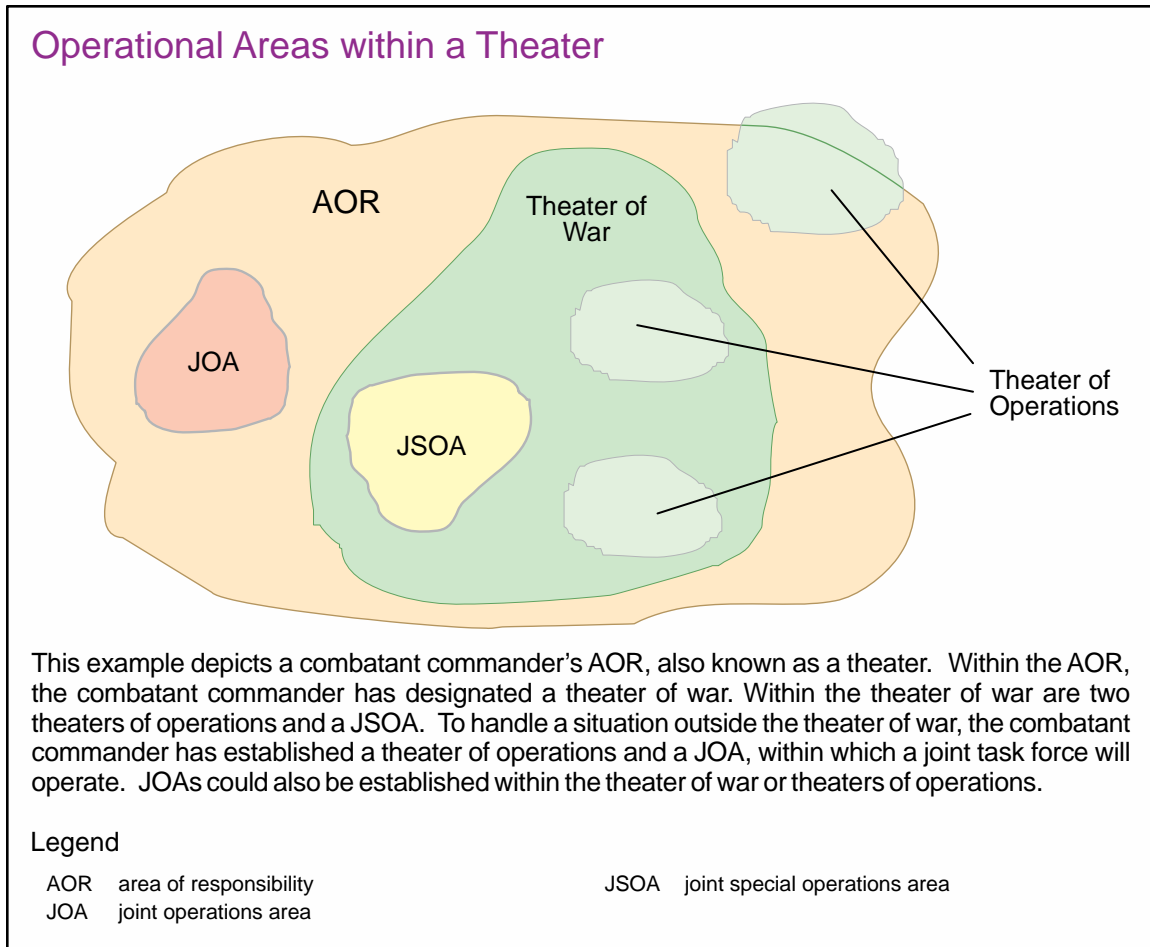 Operational Areas within a Theater
AOR
Theater of
War
JOA
JSOA
Theater of
Operations
This example depicts a combatant commander’s AOR, also known as a theater. Within the AOR,
the combatant commander has designated a theater of war. Within the theater of war are two
theaters of operations and a JSOA. To handle a situation outside the theater of war, the combatant
commander has established a theater of operations and a JOA, within which a joint task force will
operate. JOAs could also be established within the theater of war or theaters of operations.
Legend
AOR area of responsibility
JOA joint operations area
JSOA joint special operations area